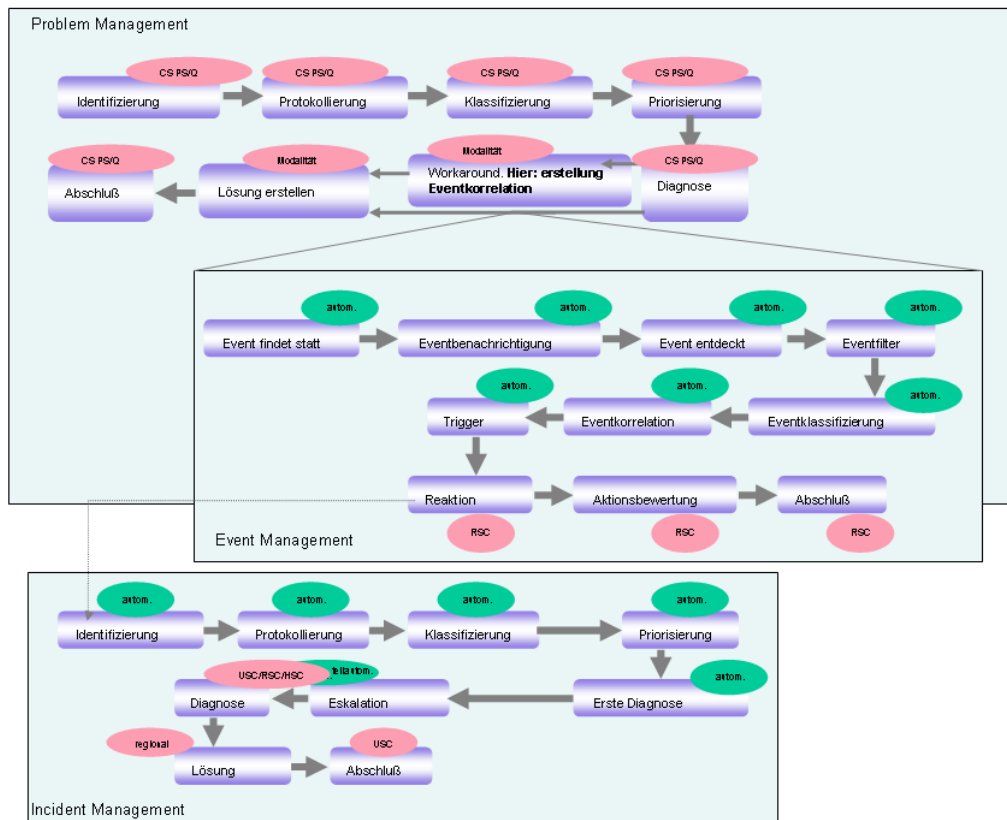 Problem Management
CS PS/Q
CS PS/Q
CS PS/Q
CS PS/Q
Identifizierung
Protokollierung
Klassifizierung
Priorisierung
CS PS/Q
Modalität
Modalität
CS PS/Q
Abschluß
Lösung erstellen
Workaround. Hier: erstellung
Eventkorrelation
Diagnose
autom.
autom.
autom.
autom.
Event findet statt
Eventbenachrichtigung
Event entdeckt
Eventfilter
autom.
autom.
autom.
Trigger
Eventkorrelation
Eventklassifizierung
Reaktion
Aktionsbewertung
Abschluß
RSC
RSC
RSC
Event Management
autom.
autom.
autom.
autom.
Identifizierung
Protokollierung
Klassifizierung
Priorisierung
USC/RSC/HSC
teilautom.
autom.
Diagnose
Eskalation
Erste Diagnose
regional
USC
Lösung
Abschluß
Incident Management